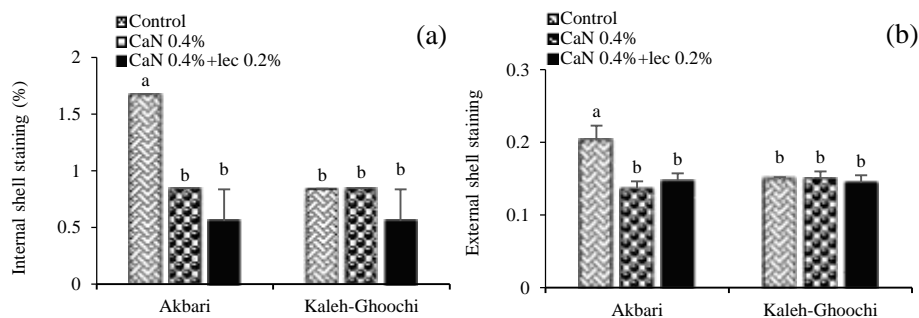 Control
CaN 0.4%
CaN 0.4%+lec 0.2%
(a)
Internal shell staining (%)
2
1.5
1
0.5
0
a
b
b
b
b
b
Akbari
Kaleh-Ghoochi
Control
CaN 0.4%
CaN 0.4%+lec 0.2%
(b)
External shell staining
0.3
0.2
0.1
0
a
b
b
b
b
b
Akbari
Kaleh-Ghoochi